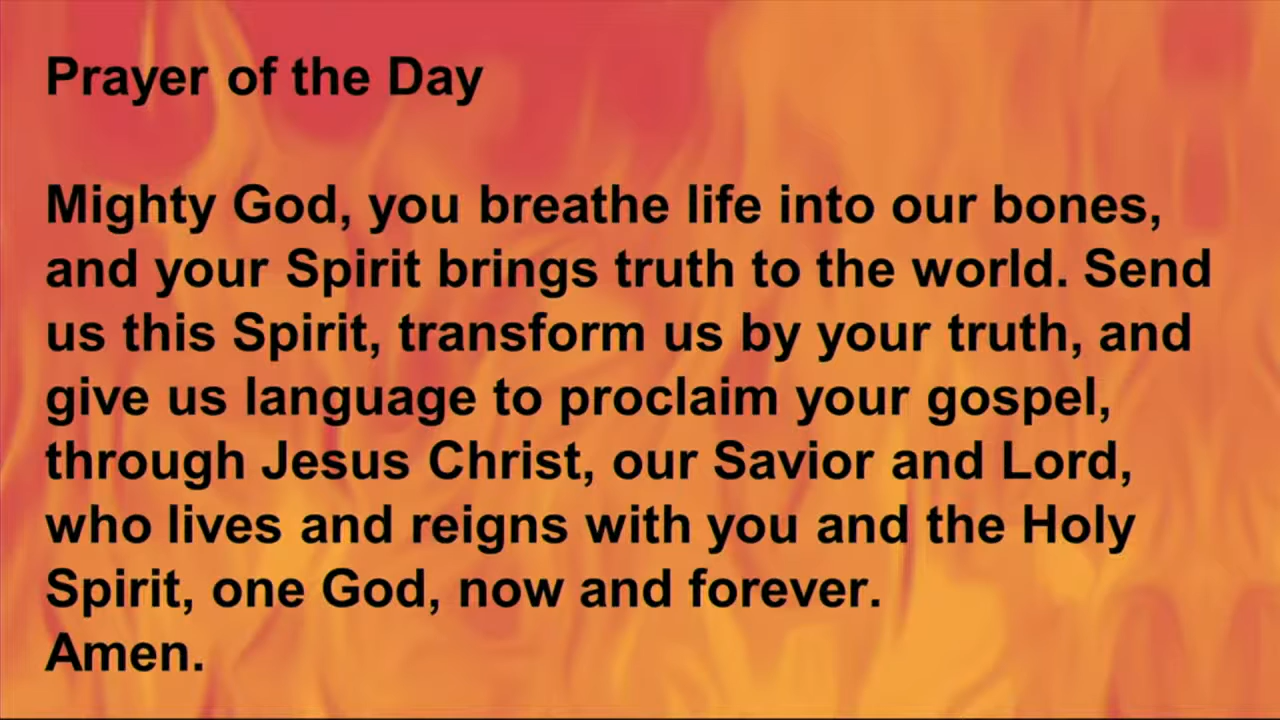 Prayer of the Day
Mighty God, you breathe life into our bones,
and your Spirit brings truth to the world. Send
us this Spirit, transform us by your truth, and
give us language to proclaim your gospel,
through Jesus Christ, our Savior and Lord,
who lives and reigns with you and the Holy
Spirit, one God, now and forever.
Amen.